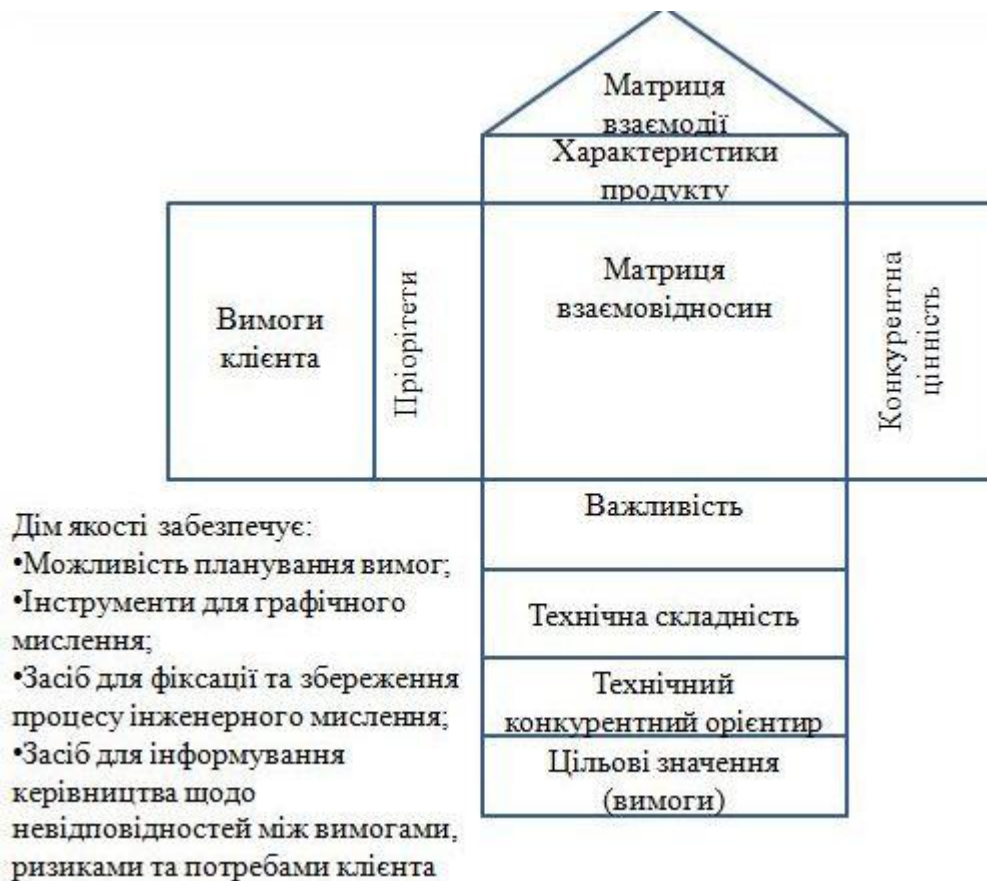 Матриця
взаємодії
Характеристики
продукту
Вимоги
клієнта
Пріорітети
Матриця
взаємовідносин
Конкурентна
цінність
Важливість
Технічна складність
Технічний
конкурентний орієнтир
Цільові значення
(вимоги)
Дім якості забезпечує:
•Можливість планування вимог;
•Інструменти для графічного
мислення;
•Засіб для фіксації та збереження
процесу інженерного мислення;
•Засіб для інформування
керівництва щодо
невідповідностей між вимогами,
ризиками та потребами клієнта